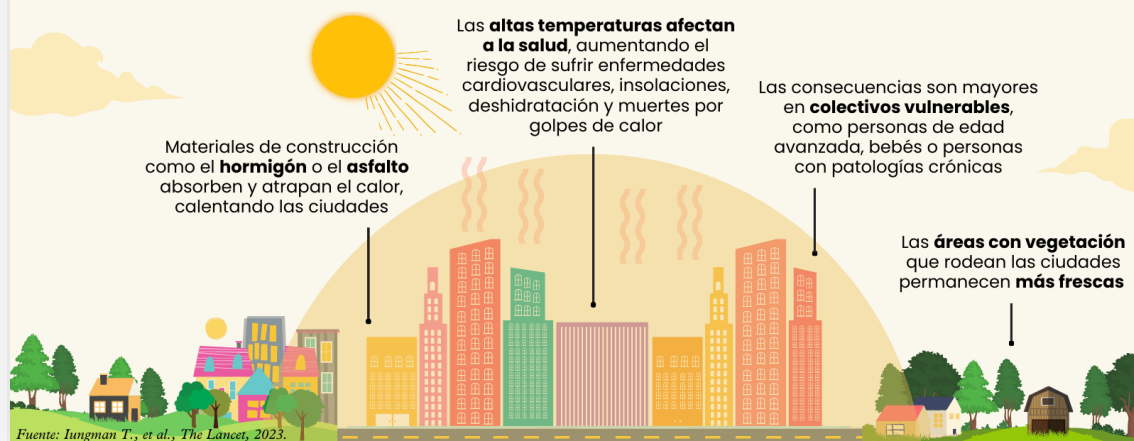 Las altas temperaturas afectan
a la salud, aumentando el
riesgo de sufrir enfermedades
cardiovasculares, insolaciones,
deshidratación y muertes por
golpes de calor
Las consecuencias son mayores
en colectivos vulnerables,
como personas de edad
avanzada, bebés o personas
con patologías crónicas
Materiales de construcción
como el hormigón o el asfalto
absorben y atrapan el calor,
calentando las ciudades
Las áreas con vegetación
que rodean las ciudades
permanecen más frescas
Fuente: Iungman T., et al., The Lancet, 2023.